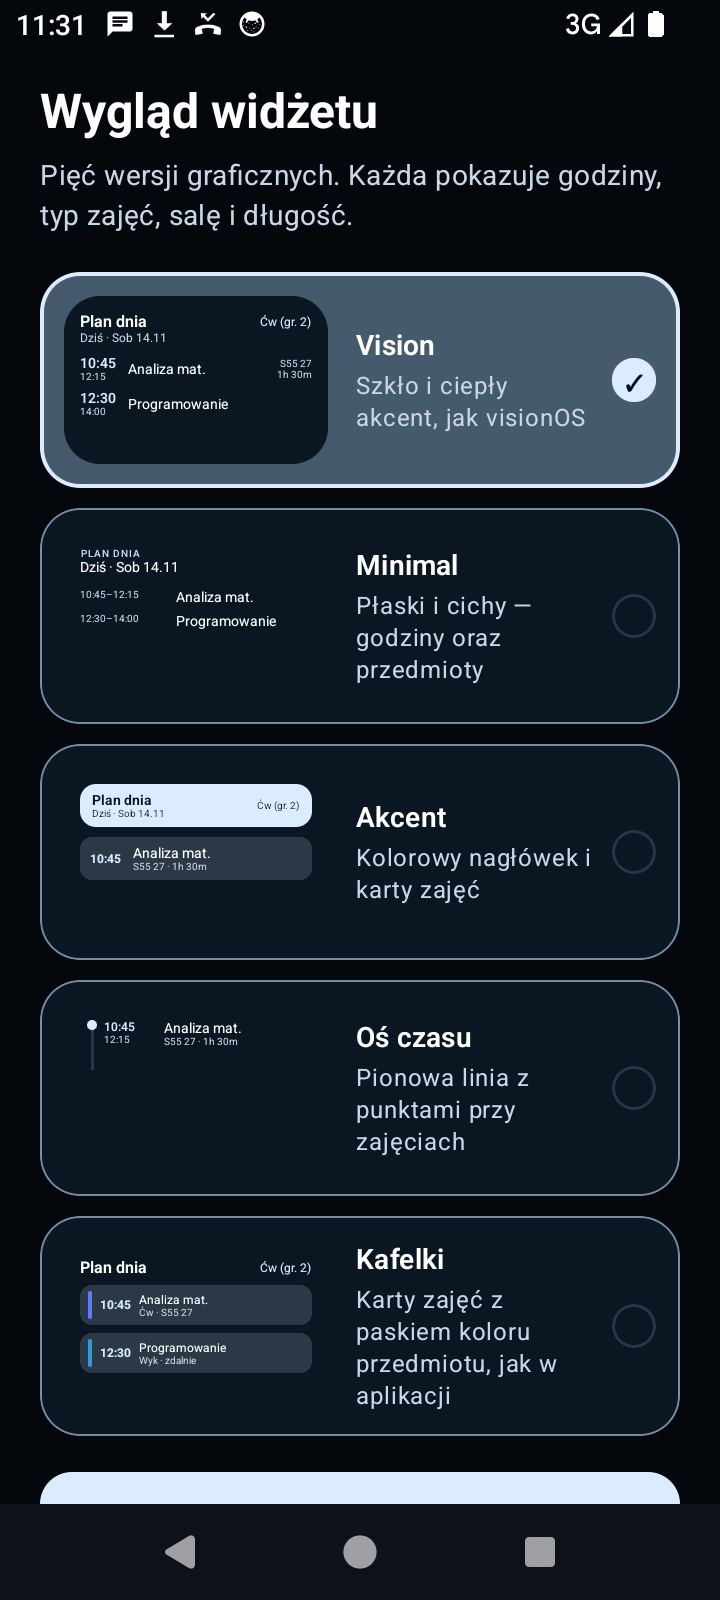 11:31
3G
Wygląd widżetu
Pięć wersji graficznych. Każda pokazuje godziny,
typ zajęć, salę i długość.
Plan dnia
Ćw (gr. 2)
Dziś · Sob 14.11
10:45
12:15
Analiza mat.
S55 27
1h 30m
12:30
14:00
Programowanie
Vision
Szkło i ciepły
akcent, jak visionOS
PLAN DNIA
Dziś · Sob 14.11
10:45–12:15
Analiza mat.
12:30–14:00
Programowanie
Minimal
Płaski i cichy —
godziny oraz
przedmioty
Plan dnia
Dziś · Sob 14.11
Ćw (gr. 2)
10:45
Analiza mat.
S55 27 · 1h 30m
Akcent
Kolorowy nagłówek i
karty zajęć
10:45
12:15
Analiza mat.
S55 27 · 1h 30m
Oś czasu
Pionowa linia z
punktami przy
zajęciach
Plan dnia
Ćw (gr. 2)
10:45
Analiza mat.
Ćw · S55 27
12:30
Programowanie
Wyk · zdalnie
Kafelki
Karty zajęć z
paskiem koloru
przedmiotu, jak w
aplikacji